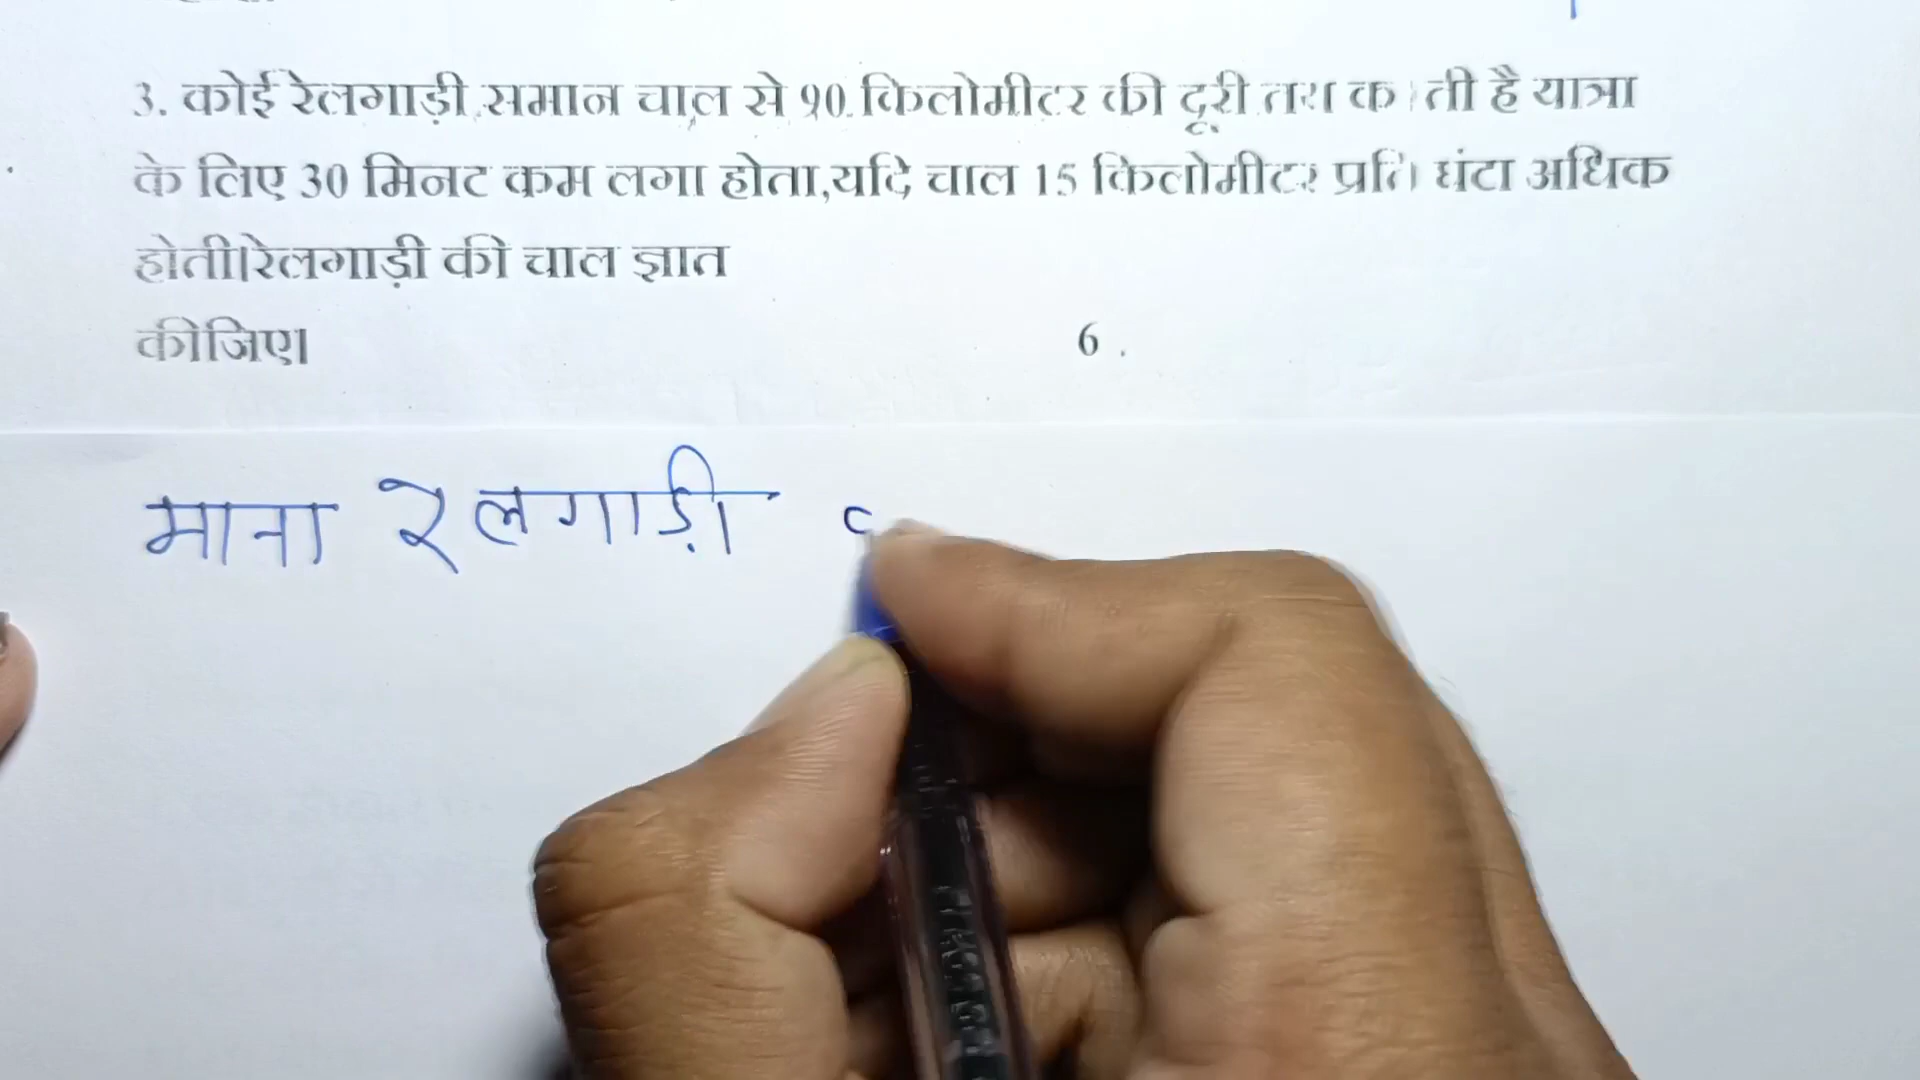 3. कोई रेलगाड़ी समान चाल से 90 किलोमीटर की दूरी तय करती है यात्रा
के लिए 30 मिनट कम लगा होता,यदि चाल 15 किलोमीटर प्रति घंटा अधिक
होती।रेलगाड़ी की चाल ज्ञात
कीजिए। 6 .
माना रेलगाड़ी